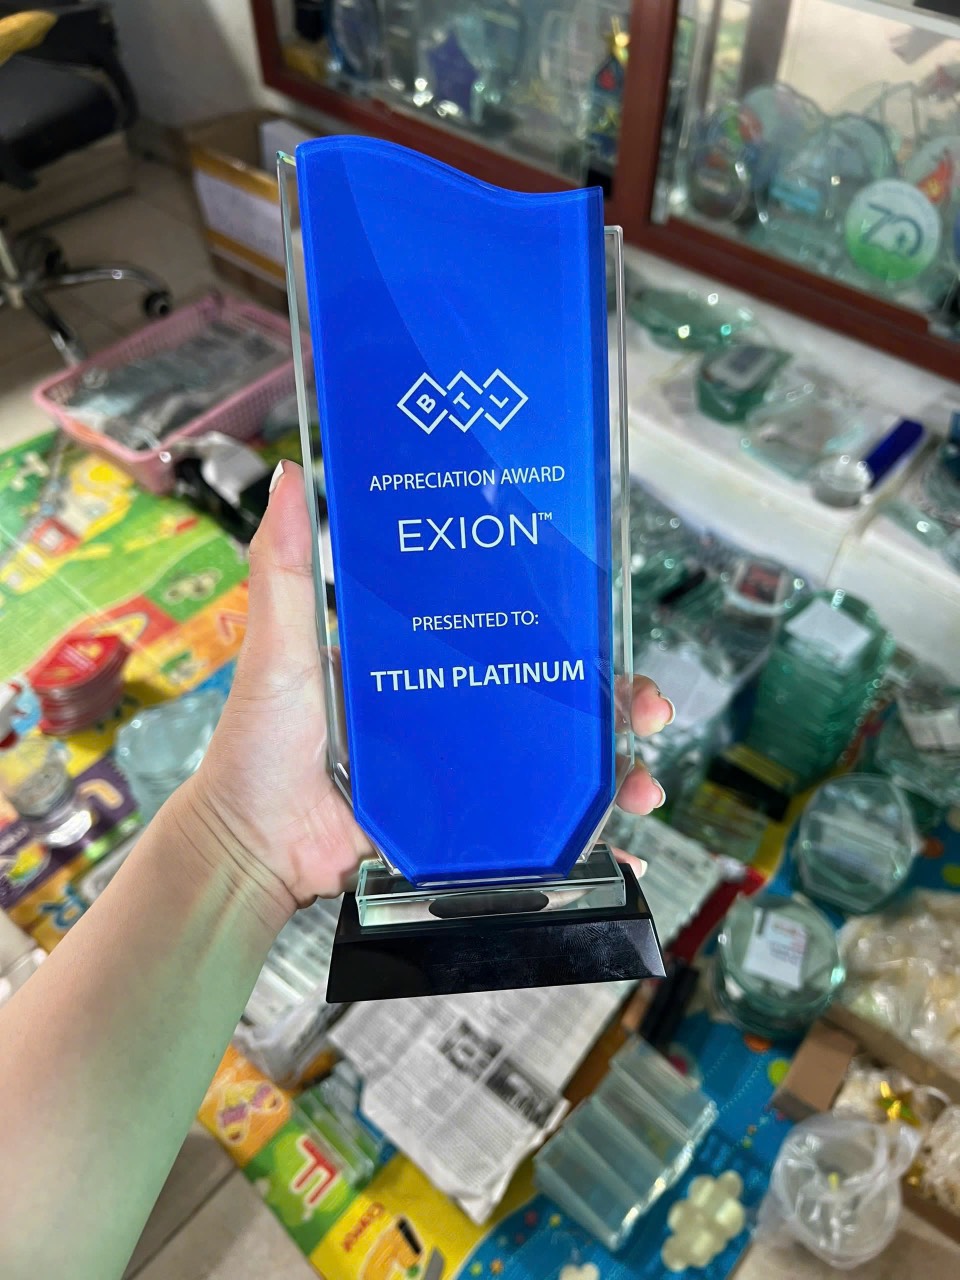 BTL
APPRECIATION AWARD
EXION™
PRESENTED TO:
TTLIN PLATINUM